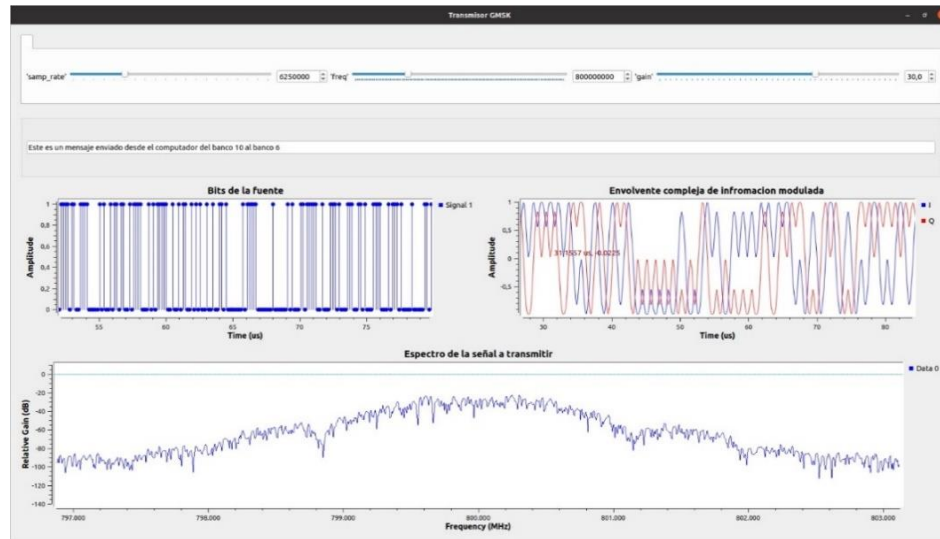 Transmisor GMSK
'samp_rate' 6250000 'freq' 800000000 'gain' 30,0
Este es un mensaje enviado desde el computador del banco 10 al banco 6
Bits de la fuente
Signal 1
Amplitude
1
0,8
0,6
0,4
0,2
0
55 60 65 70 75
Time (us)
Envolvente compleja de infromacion modulada
I
Q
Amplitude
1
0,5
0
-0,5
31.1557 us, -0.0225
30 40 50 60 70 80
Time (us)
Espectro de la señal a transmitir
Data 0
Relative Gain (dB)
0
-20
-40
-60
-80
-100
-120
-140
797.000 798.000 799.000 800.000 801.000 802.000 803.000
Frequency (MHz)